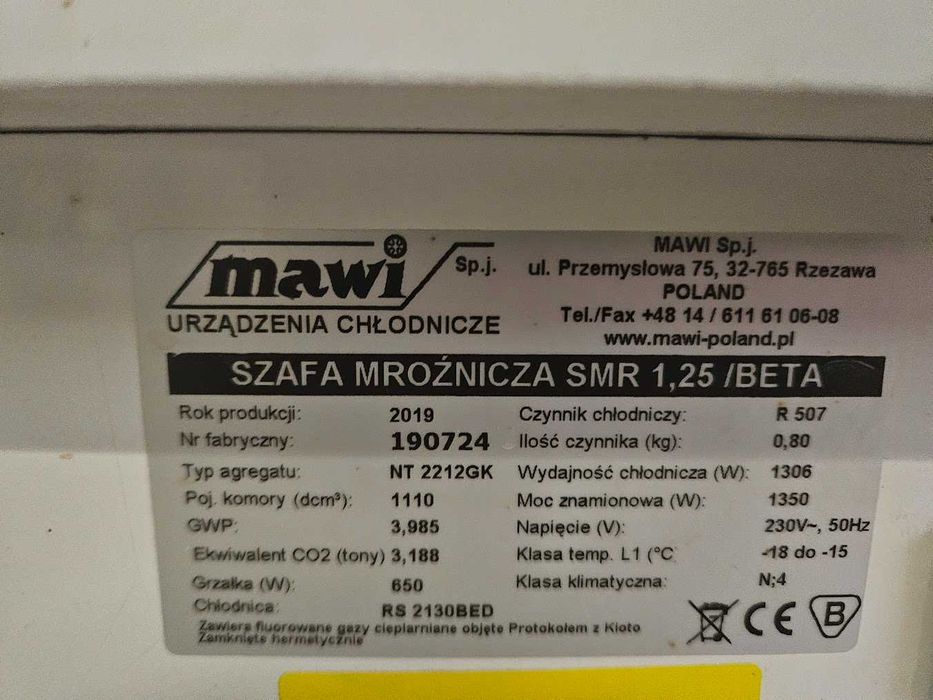 mawi Sp.j.
URZĄDZENIA CHŁODNICZE
MAWI Sp.j.
ul. Przemysłowa 75, 32-765 Rzezawa
POLAND
Tel./Fax +48 14 / 611 61 06-08
www.mawi-poland.pl
SZAFA MROŹNICZA SMR 1,25 /BETA
Rok produkcji: 2019
Nr fabryczny: 190724
Typ agregatu: NT 2212GK
Poj. komory (dcm³): 1110
GWP: 3,985
Ekwiwalent CO2 (tony) 3,188
Grzałka (W): 650
Chłodnica: RS 2130BED
Czynnik chłodniczy: R 507
Ilość czynnika (kg): 0,80
Wydajność chłodnicza (W): 1306
Moc znamionowa (W): 1350
Napięcie (V): 230V~, 50Hz
Klasa temp. L1 (°C -18 do -15
Klasa klimatyczna: N;4
Zawiera fluorowane gazy cieplarniane objęte Protokołem z Kioto
Zamknięte hermetycznie
CE B